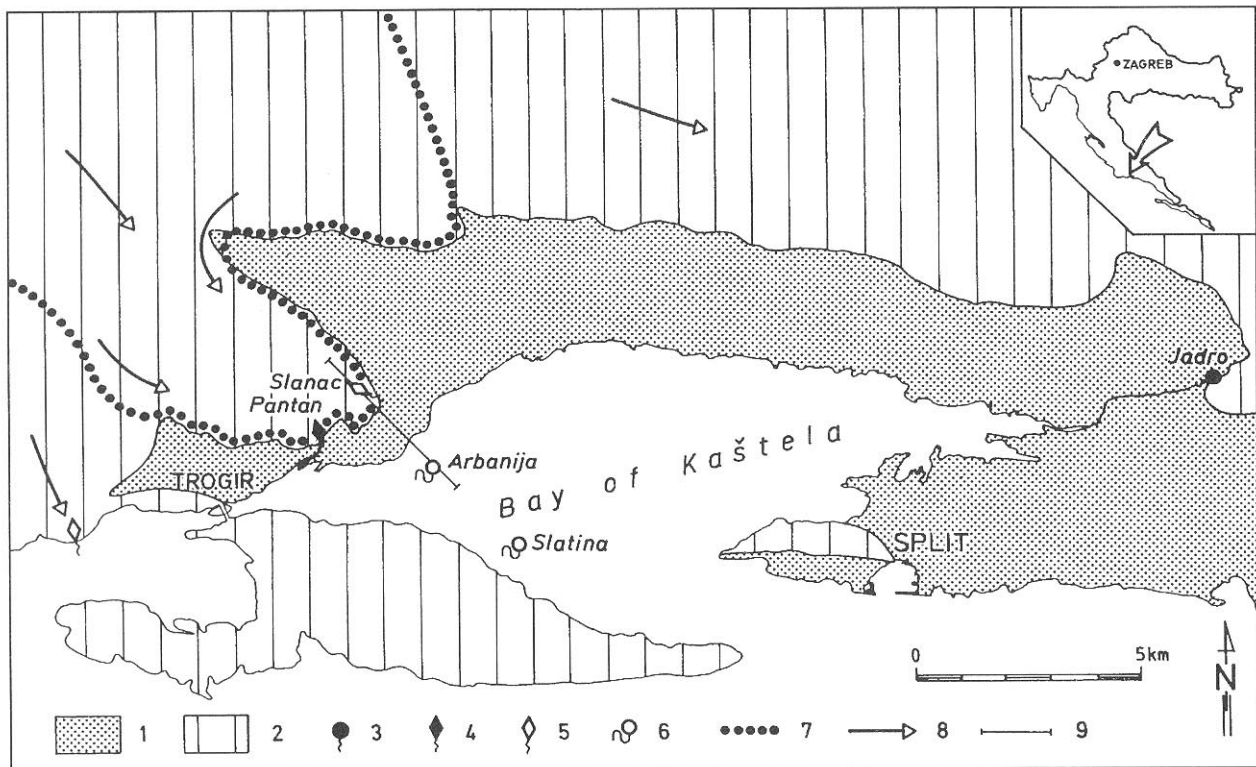 ZAGREB
Jadro
Slanac
Pantan
Arbanija
TROGIR
Bay of Kaštela
Slatina
SPLIT
0 5km
N
1 2 3 4 5 6 7 8 9